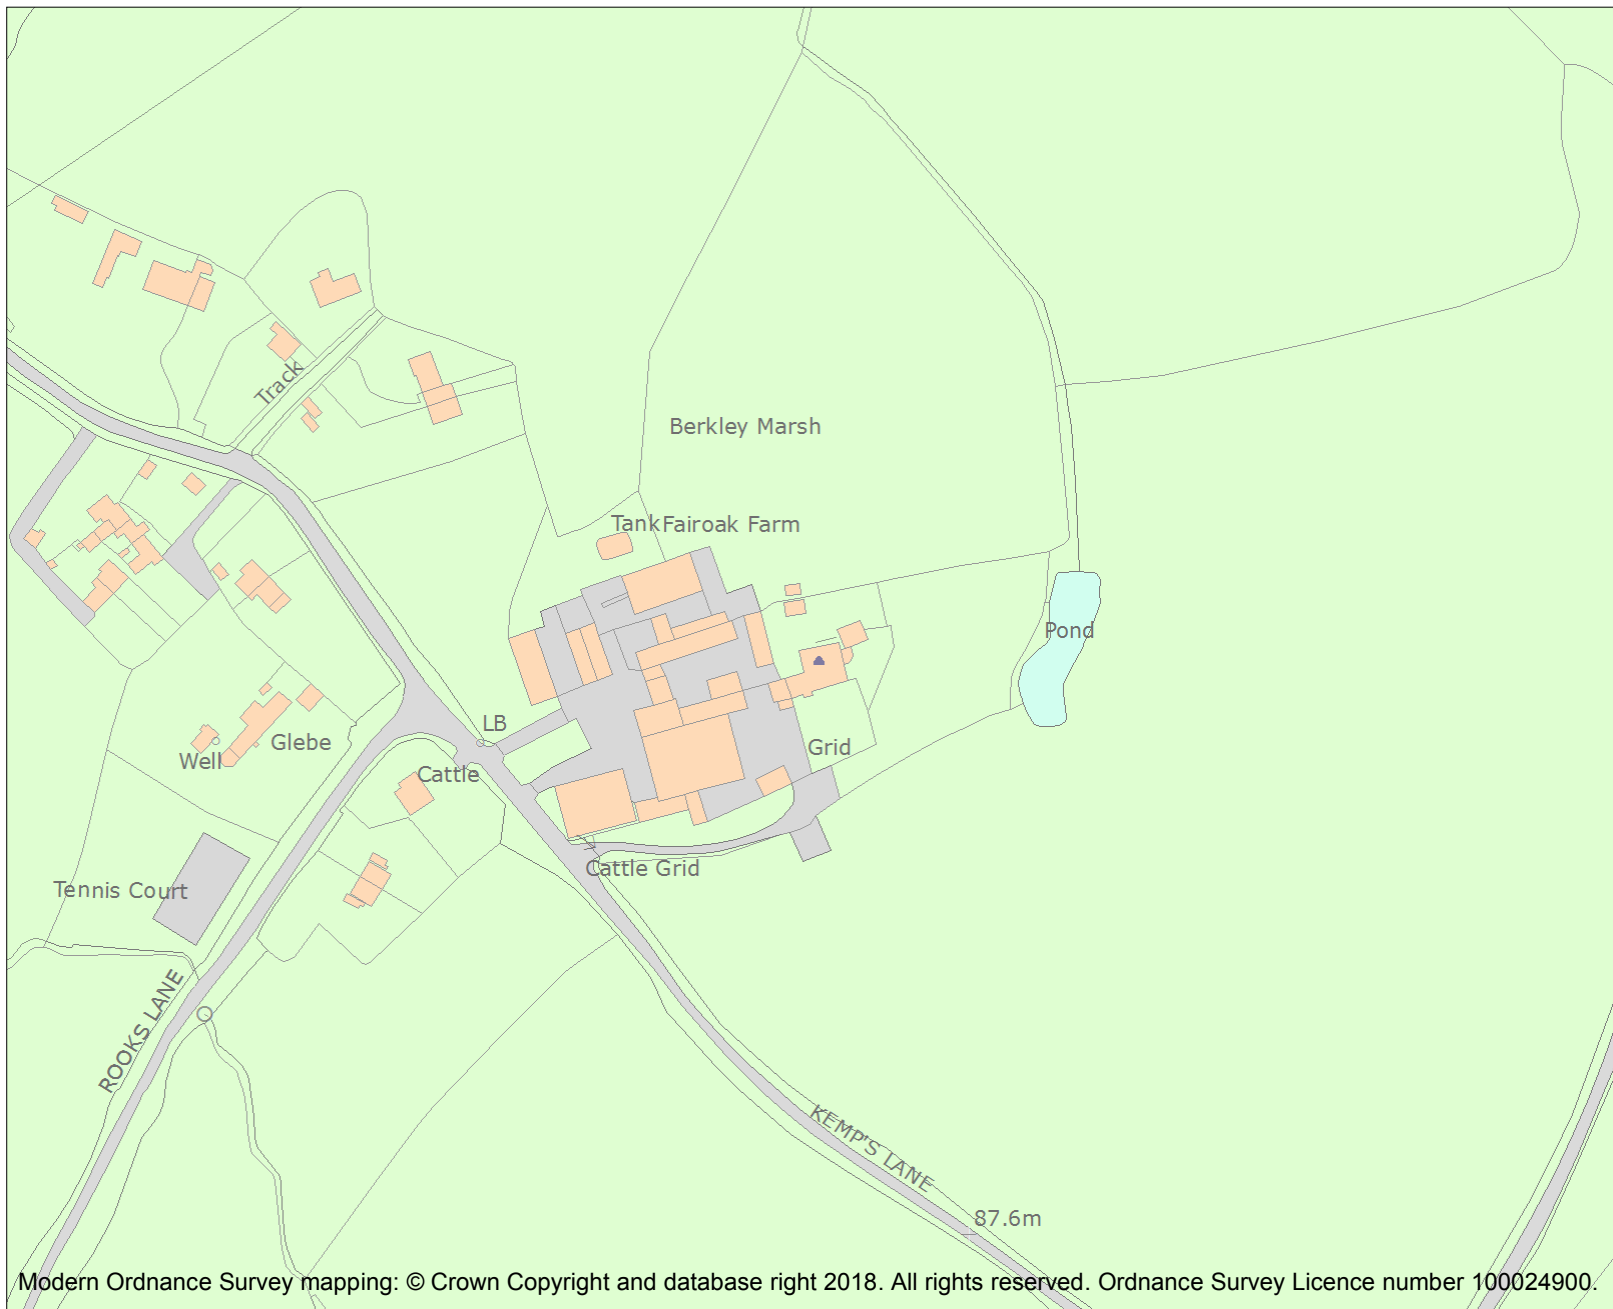 Track
Berkley Marsh
Tank
Fairoak Farm
Pond
LB
Glebe
Well
Cattle
Grid
Cattle Grid
Tennis Court
ROOKS LANE
KEMP'S LANE
87.6m
Modern Ordnance Survey mapping: © Crown Copyright and database right 2018. All rights reserved. Ordnance Survey Licence number 100024900.